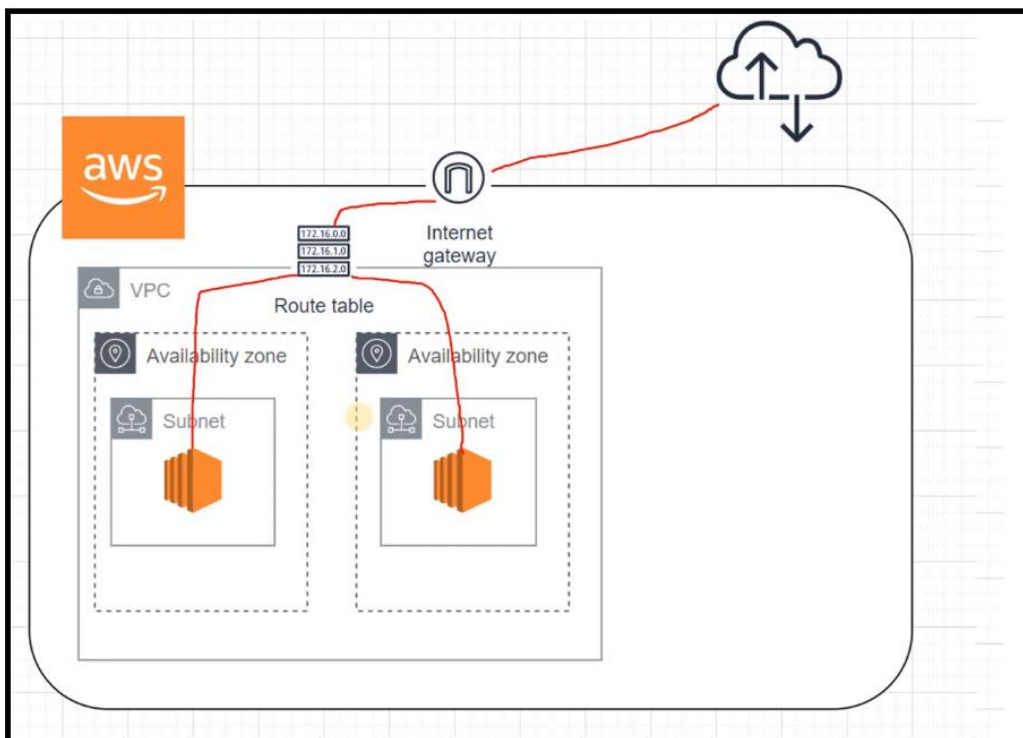 aws
172.16.0.0
172.16.1.0
172.16.2.0
Internet
gateway
VPC
Route table
Availability zone
Availability zone
Subnet
Subnet